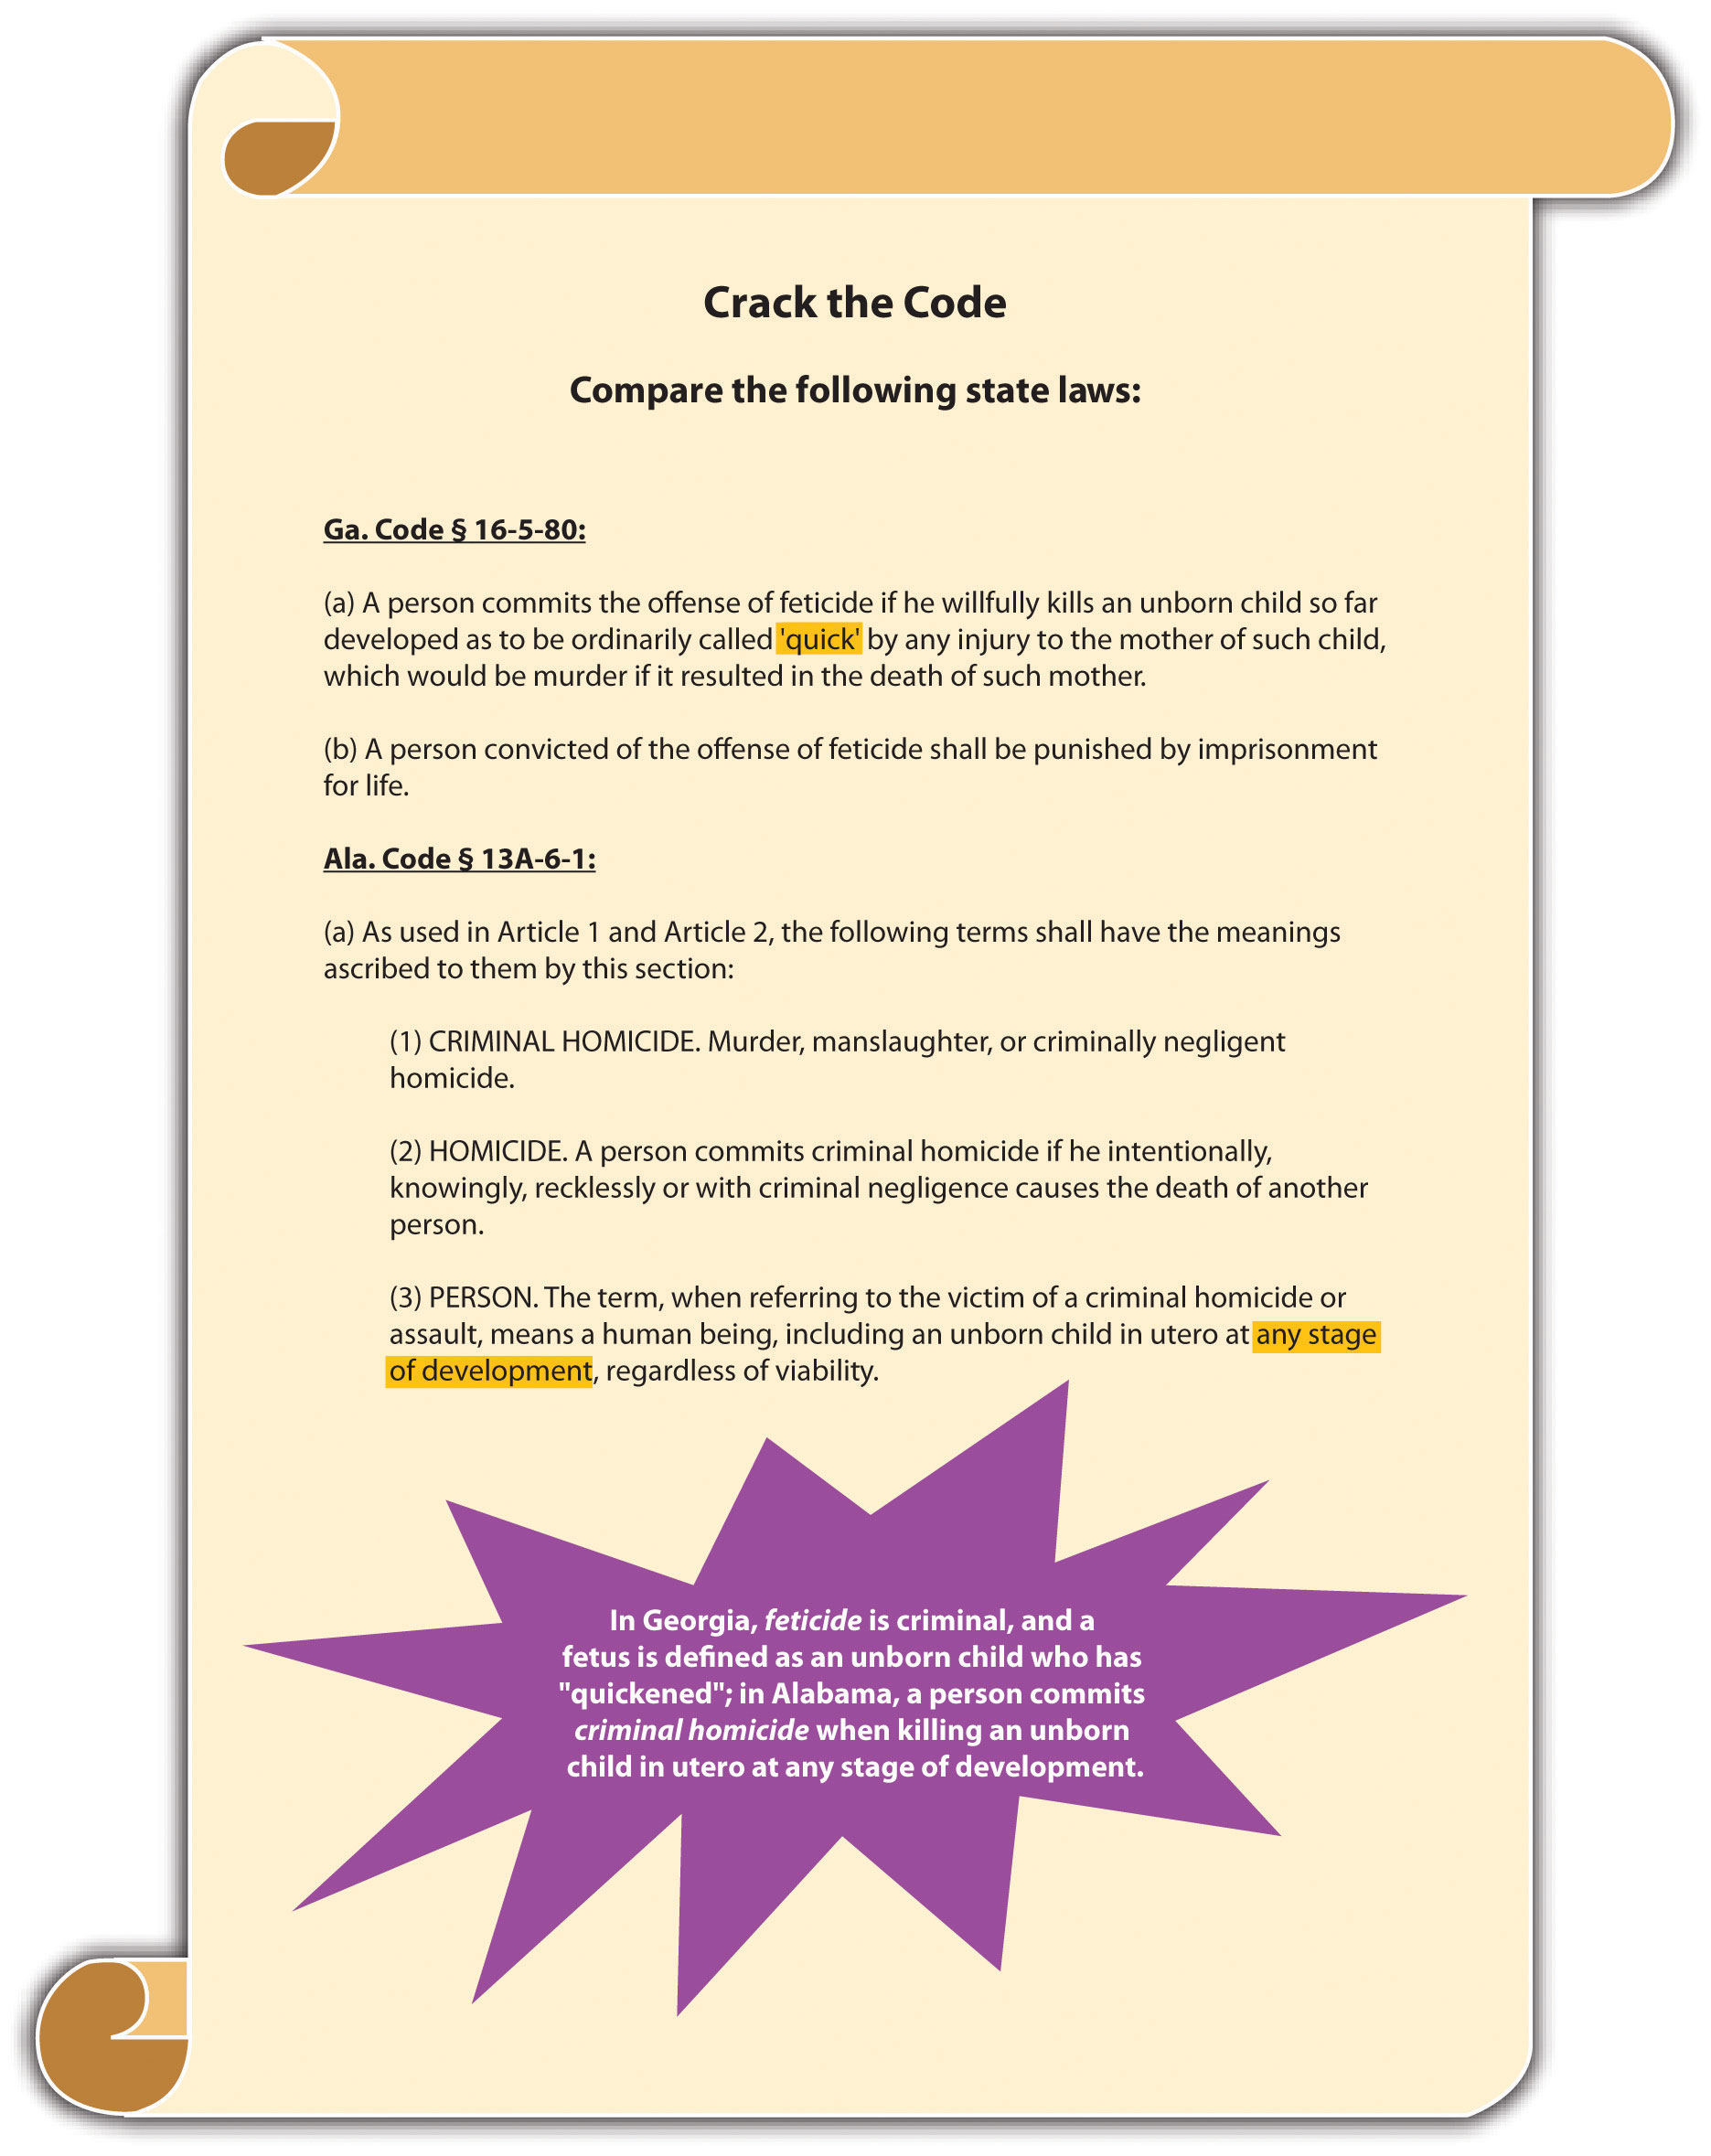 Crack the Code
Compare the following state laws:
Ga. Code § 16-5-80:
(a) A person commits the offense of feticide if he willfully kills an unborn child so far
developed as to be ordinarily called 'quick' by any injury to the mother of such child,
which would be murder if it resulted in the death of such mother.
(b) A person convicted of the offense of feticide shall be punished by imprisonment
for life.
Ala. Code § 13A-6-1:
(a) As used in Article 1 and Article 2, the following terms shall have the meanings
ascribed to them by this section:
(1) CRIMINAL HOMICIDE. Murder, manslaughter, or criminally negligent
homicide.
(2) HOMICIDE. A person commits criminal homicide if he intentionally,
knowingly, recklessly or with criminal negligence causes the death of another
person.
(3) PERSON. The term, when referring to the victim of a criminal homicide or
assault, means a human being, including an unborn child in utero at any stage
of development, regardless of viability.
In Georgia, feticide is criminal, and a
fetus is defined as an unborn child who has
"quickened"; in Alabama, a person commits
criminal homicide when killing an unborn
child in utero at any stage of development.